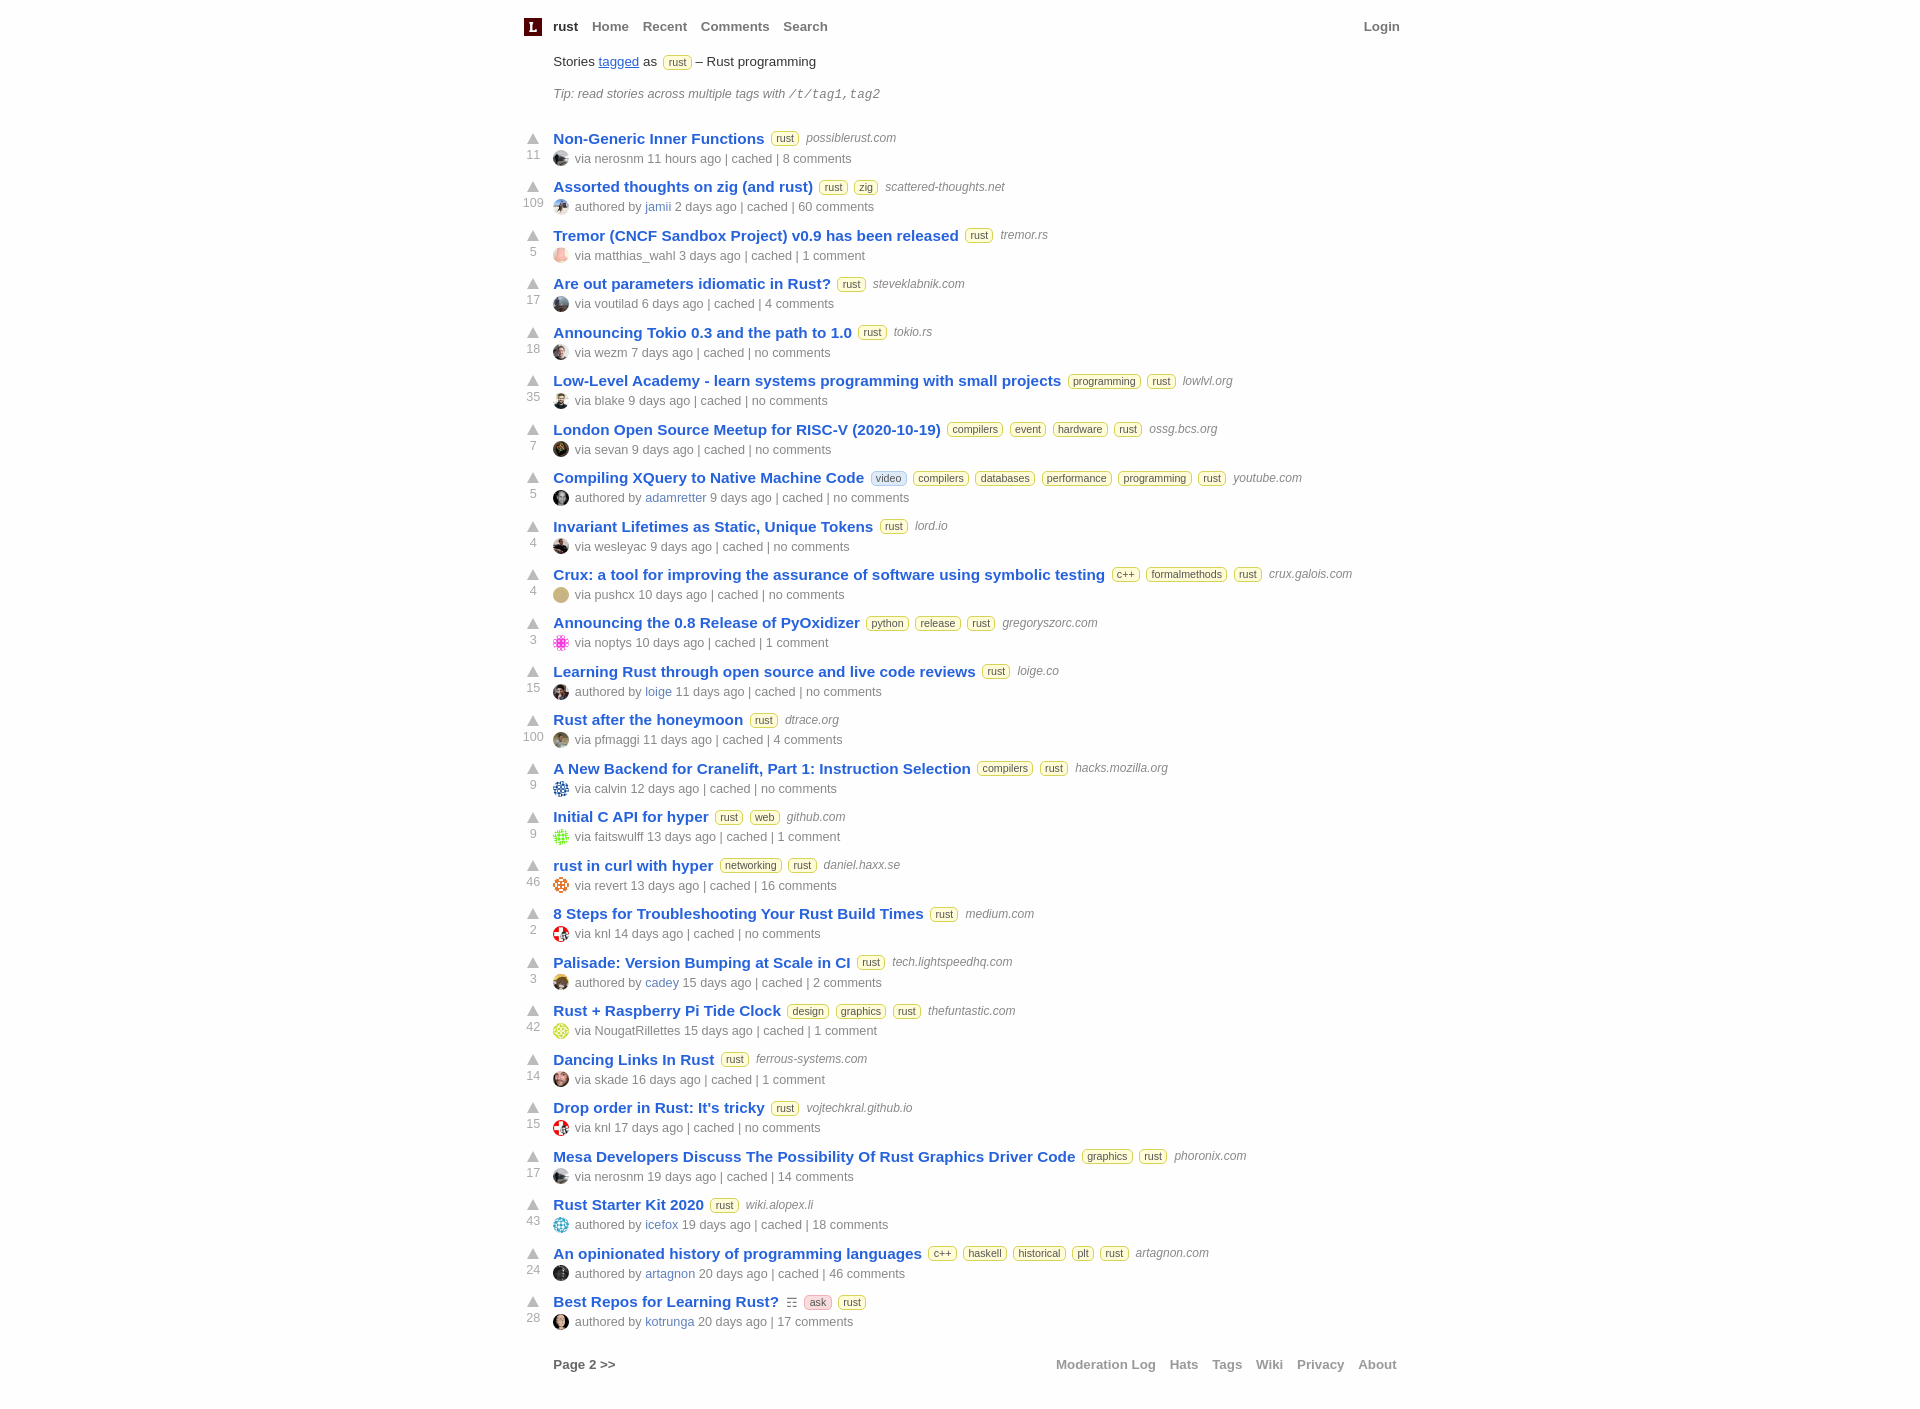 L rust Home Recent Comments Search Login
Stories tagged as rust – Rust programming
Tip: read stories across multiple tags with /t/tag1,tag2
Non-Generic Inner Functions rust possiblerust.com
11 via nerosnm 11 hours ago | cached | 8 comments
Assorted thoughts on zig (and rust) rust zig scattered-thoughts.net
109 authored by jamii 2 days ago | cached | 60 comments
Tremor (CNCF Sandbox Project) v0.9 has been released rust tremor.rs
5 via matthias_wahl 3 days ago | cached | 1 comment
Are out parameters idiomatic in Rust? rust steveklabnik.com
17 via voutilad 6 days ago | cached | 4 comments
Announcing Tokio 0.3 and the path to 1.0 rust tokio.rs
18 via wezm 7 days ago | cached | no comments
Low-Level Academy - learn systems programming with small projects programming rust lowlvl.org
35 via blake 9 days ago | cached | no comments
London Open Source Meetup for RISC-V (2020-10-19) compilers event hardware rust ossg.bcs.org
7 via sevan 9 days ago | cached | no comments
Compiling XQuery to Native Machine Code video compilers databases performance programming rust youtube.com
5 authored by adamretter 9 days ago | cached | no comments
Invariant Lifetimes as Static, Unique Tokens rust lord.io
4 via wesleyac 9 days ago | cached | no comments
Crux: a tool for improving the assurance of software using symbolic testing c++ formalmethods rust crux.galois.com
4 via pushcx 10 days ago | cached | no comments
Announcing the 0.8 Release of PyOxidizer python release rust gregoryszorc.com
3 via noptys 10 days ago | cached | 1 comment
Learning Rust through open source and live code reviews rust loige.co
15 authored by loige 11 days ago | cached | no comments
Rust after the honeymoon rust dtrace.org
100 via pfmaggi 11 days ago | cached | 4 comments
A New Backend for Cranelift, Part 1: Instruction Selection compilers rust hacks.mozilla.org
9 via calvin 12 days ago | cached | no comments
Initial C API for hyper rust web github.com
9 via faitswulff 13 days ago | cached | 1 comment
rust in curl with hyper networking rust daniel.haxx.se
46 via revert 13 days ago | cached | 16 comments
8 Steps for Troubleshooting Your Rust Build Times rust medium.com
2 via knl 14 days ago | cached | no comments
Palisade: Version Bumping at Scale in CI rust tech.lightspeedhq.com
3 authored by cadey 15 days ago | cached | 2 comments
Rust + Raspberry Pi Tide Clock design graphics rust thefuntastic.com
42 via NougatRillettes 15 days ago | cached | 1 comment
Dancing Links In Rust rust ferrous-systems.com
14 via skade 16 days ago | cached | 1 comment
Drop order in Rust: It's tricky rust vojtechkral.github.io
15 via knl 17 days ago | cached | no comments
Mesa Developers Discuss The Possibility Of Rust Graphics Driver Code graphics rust phoronix.com
17 via nerosnm 19 days ago | cached | 14 comments
Rust Starter Kit 2020 rust wiki.alopex.li
43 authored by icefox 19 days ago | cached | 18 comments
An opinionated history of programming languages c++ haskell historical plt rust artagnon.com
24 authored by artagnon 20 days ago | cached | 46 comments
Best Repos for Learning Rust? ☶ ask rust
28 authored by kotrunga 20 days ago | 17 comments
Page 2 >> Moderation Log Hats Tags Wiki Privacy About